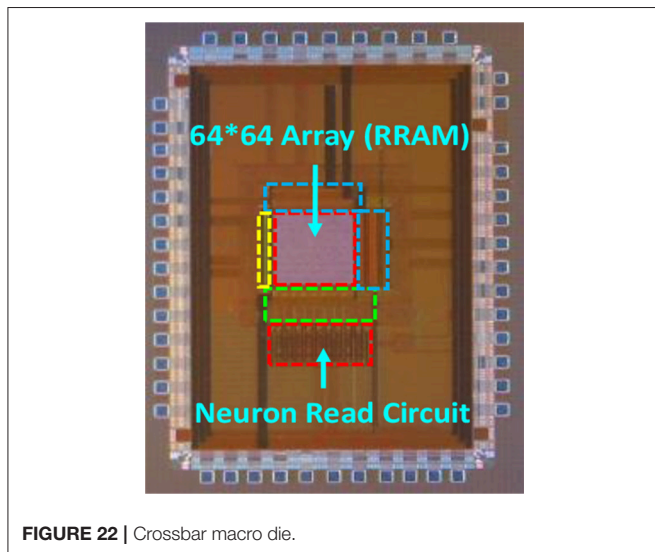 64*64 Array (RRAM)
Neuron Read Circuit
FIGURE 22 | Crossbar macro die.